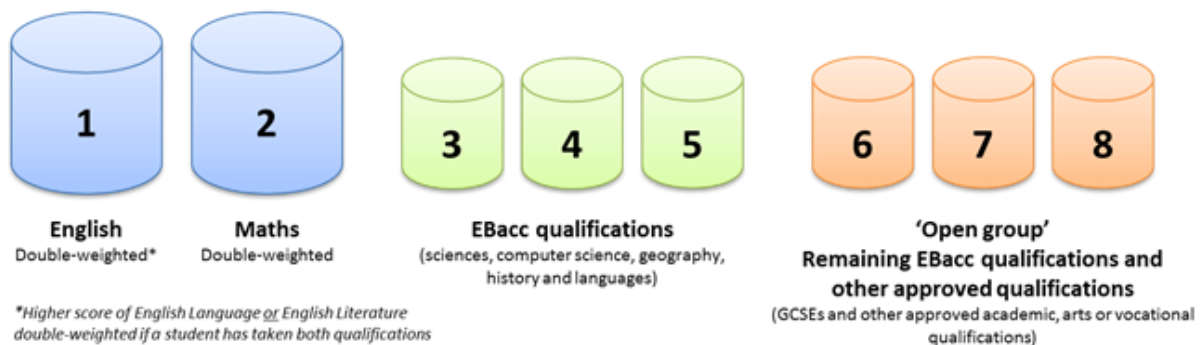 1
2
3
4
5
6
7
8
English
Double-weighted*
Maths
Double-weighted
*Higher score of English Language or English Literature
double-weighted if a student has taken both qualifications
EBacc qualifications
(sciences, computer science, geography,
history and languages)
‘Open group’
Remaining EBacc qualifications and
other approved qualifications
(GCSEs and other approved academic, arts or vocational
qualifications)